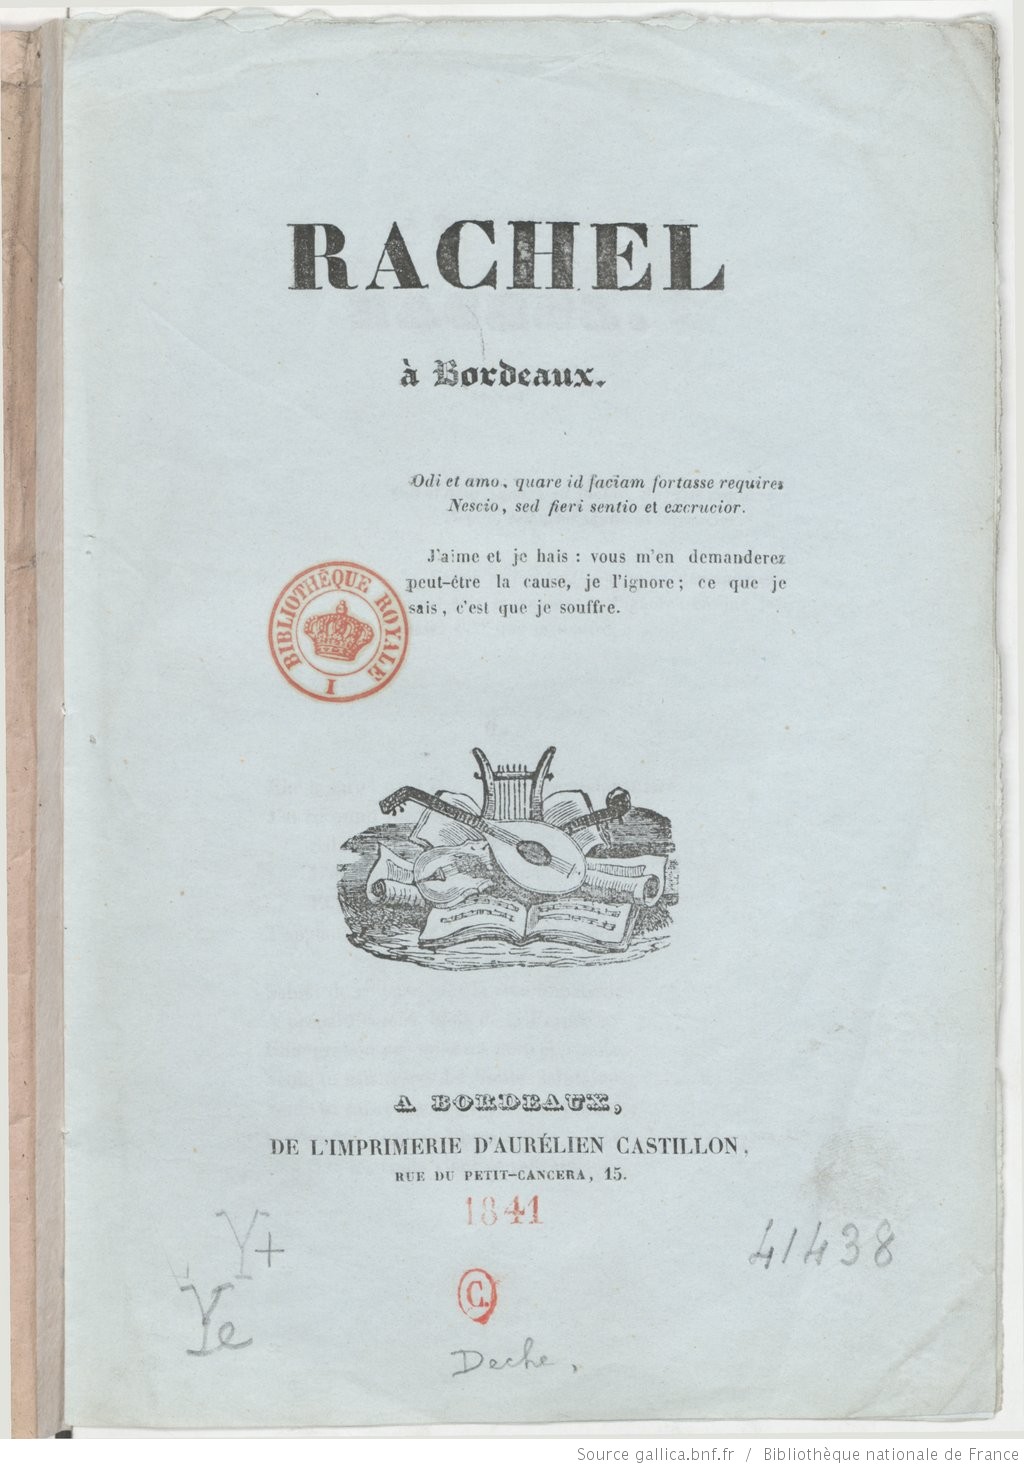 RACHEL
à Bordeaux.
Odi et amo, quare id faciam fortasse requires
Nescio, sed fieri sentio et excrucior.
J'aime et je hais : vous m'en demanderez
peut-être la cause, je l'ignore; ce que je
sais, c'est que je souffre.
BIBLIOTHÈQUE ROYALE
I
A BORDEAUX,
DE L'IMPRIMERIE D'AURÉLIEN CASTILLON,
RUE DU PETIT-CANCERA, 15.
1841
Y+
Ye
41438
C.
Deche,
Source gallica.bnf.fr / Bibliothèque nationale de France